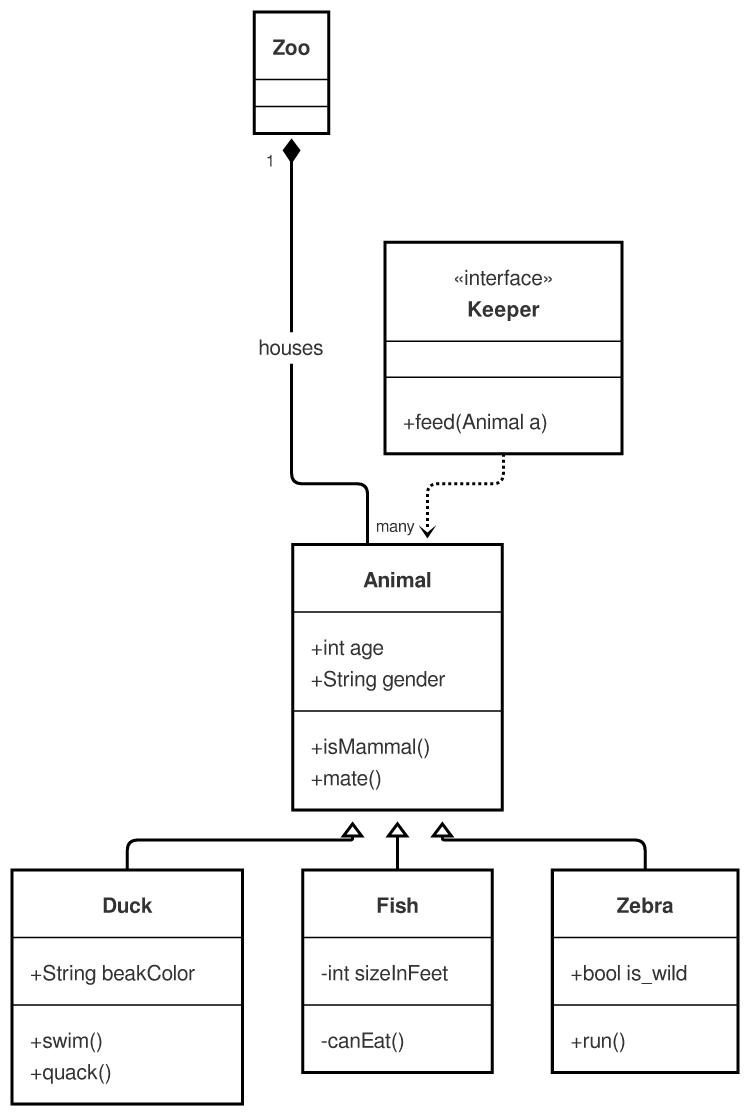 Zoo
1
houses
«interface»
Keeper
+feed(Animal a)
many
Animal
+int age
+String gender
+isMammal()
+mate()
Duck
+String beakColor
+swim()
+quack()
Fish
-int sizeInFeet
-canEat()
Zebra
+bool is_wild
+run()